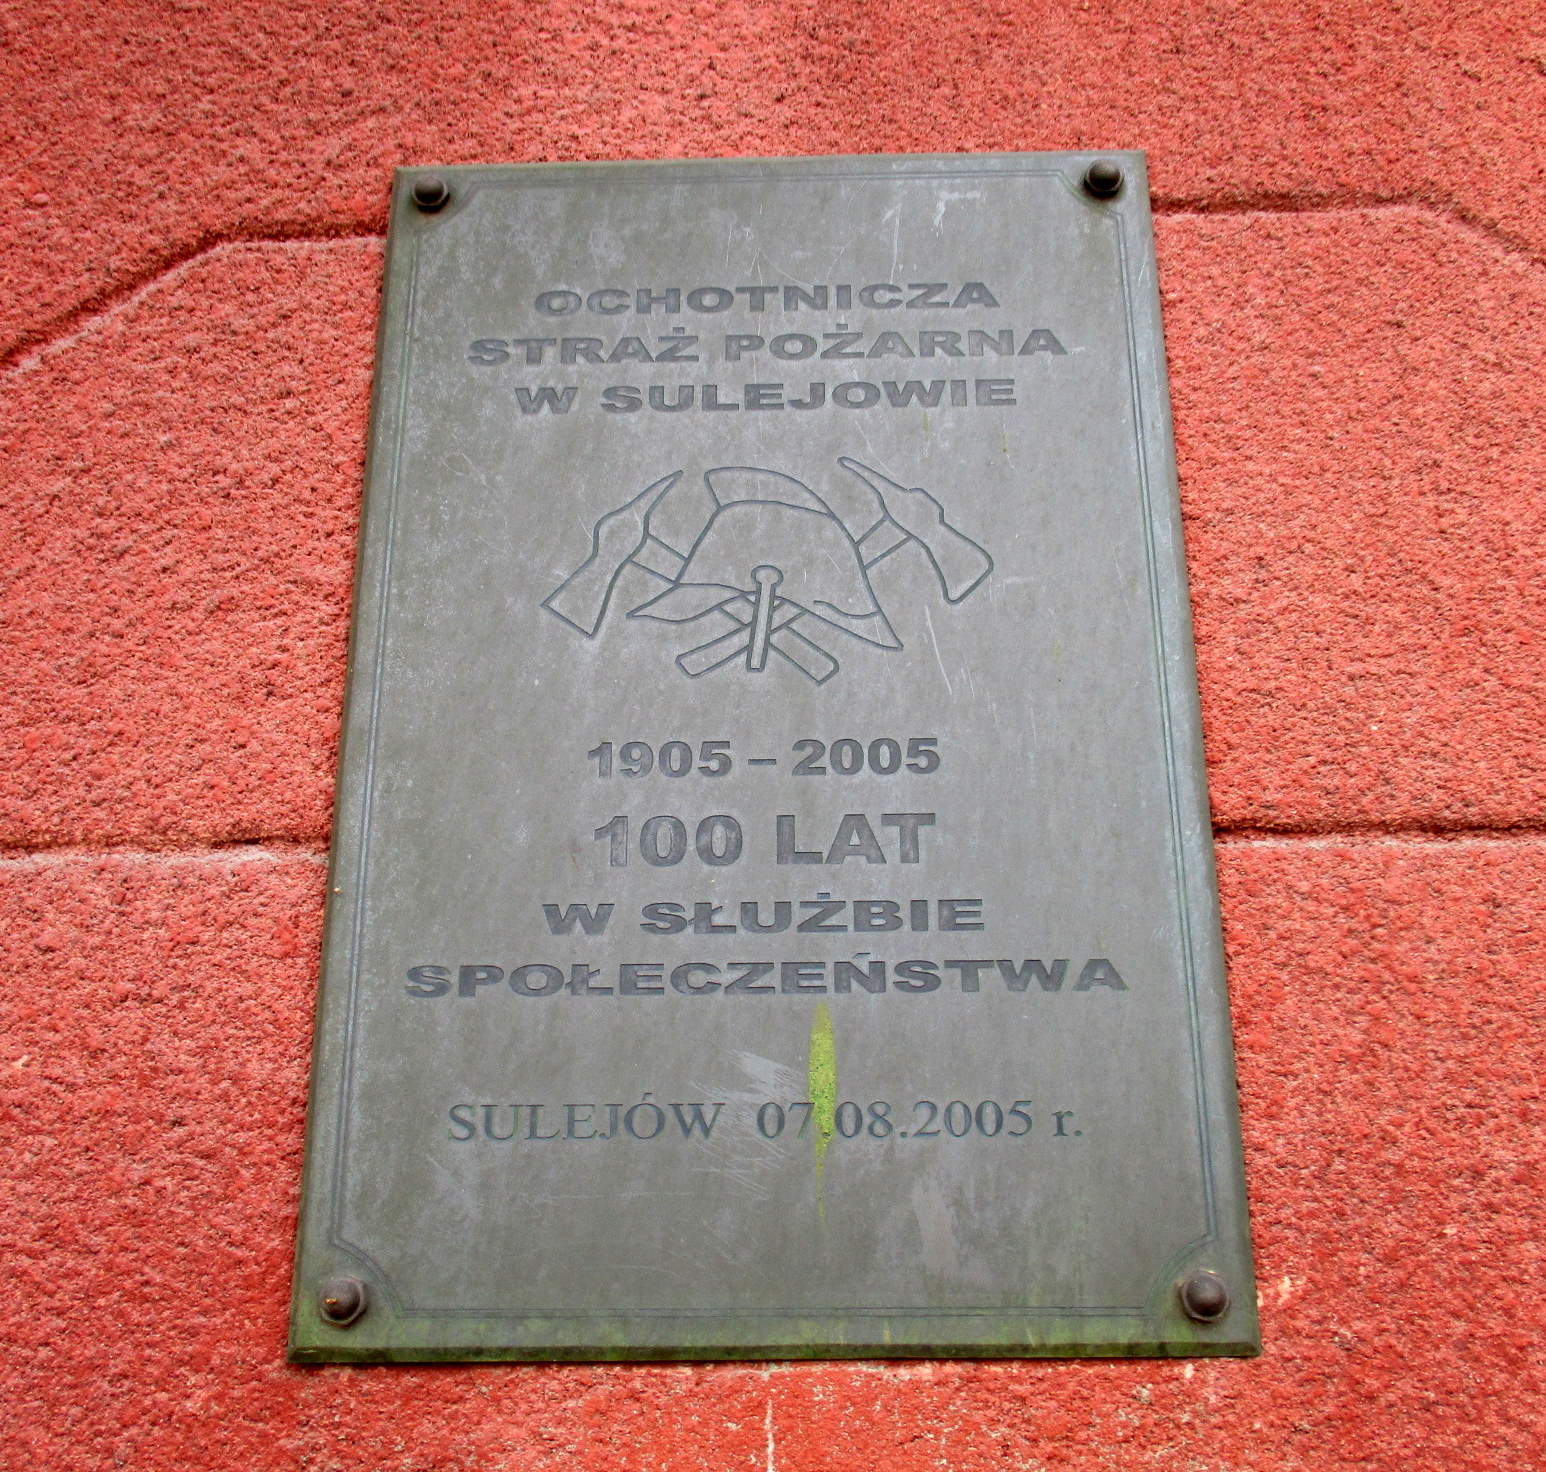 OCHOTNICZA
STRAŻ POŻARNA
W SULEJOWIE
1905 – 2005
100 LAT
W SŁUŻBIE
SPOŁECZEŃSTWA
SULEJÓW 07.08.2005 r.